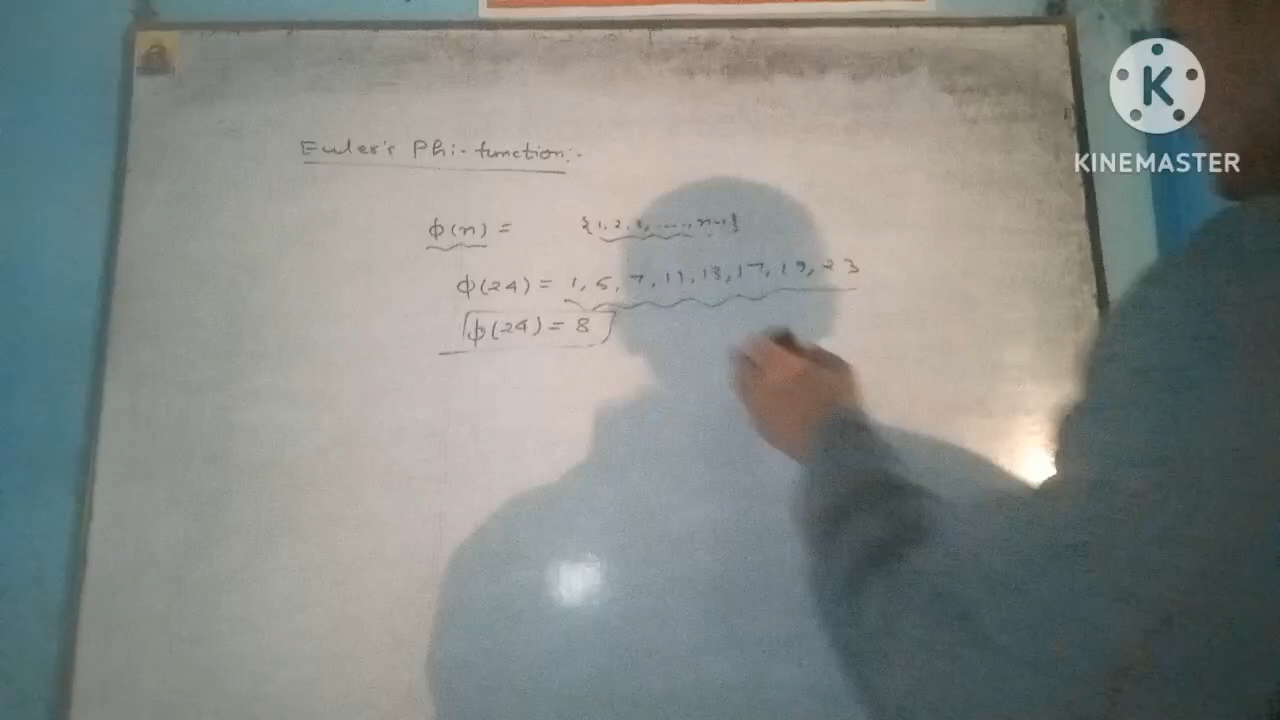 KINEMASTER
Euler's Phi-function:-
ϕ(n) = {1, 2, 3, ...., n-1}
ϕ(24) = 1, 5, 7, 11, 13, 17, 19, 23
ϕ(24) = 8